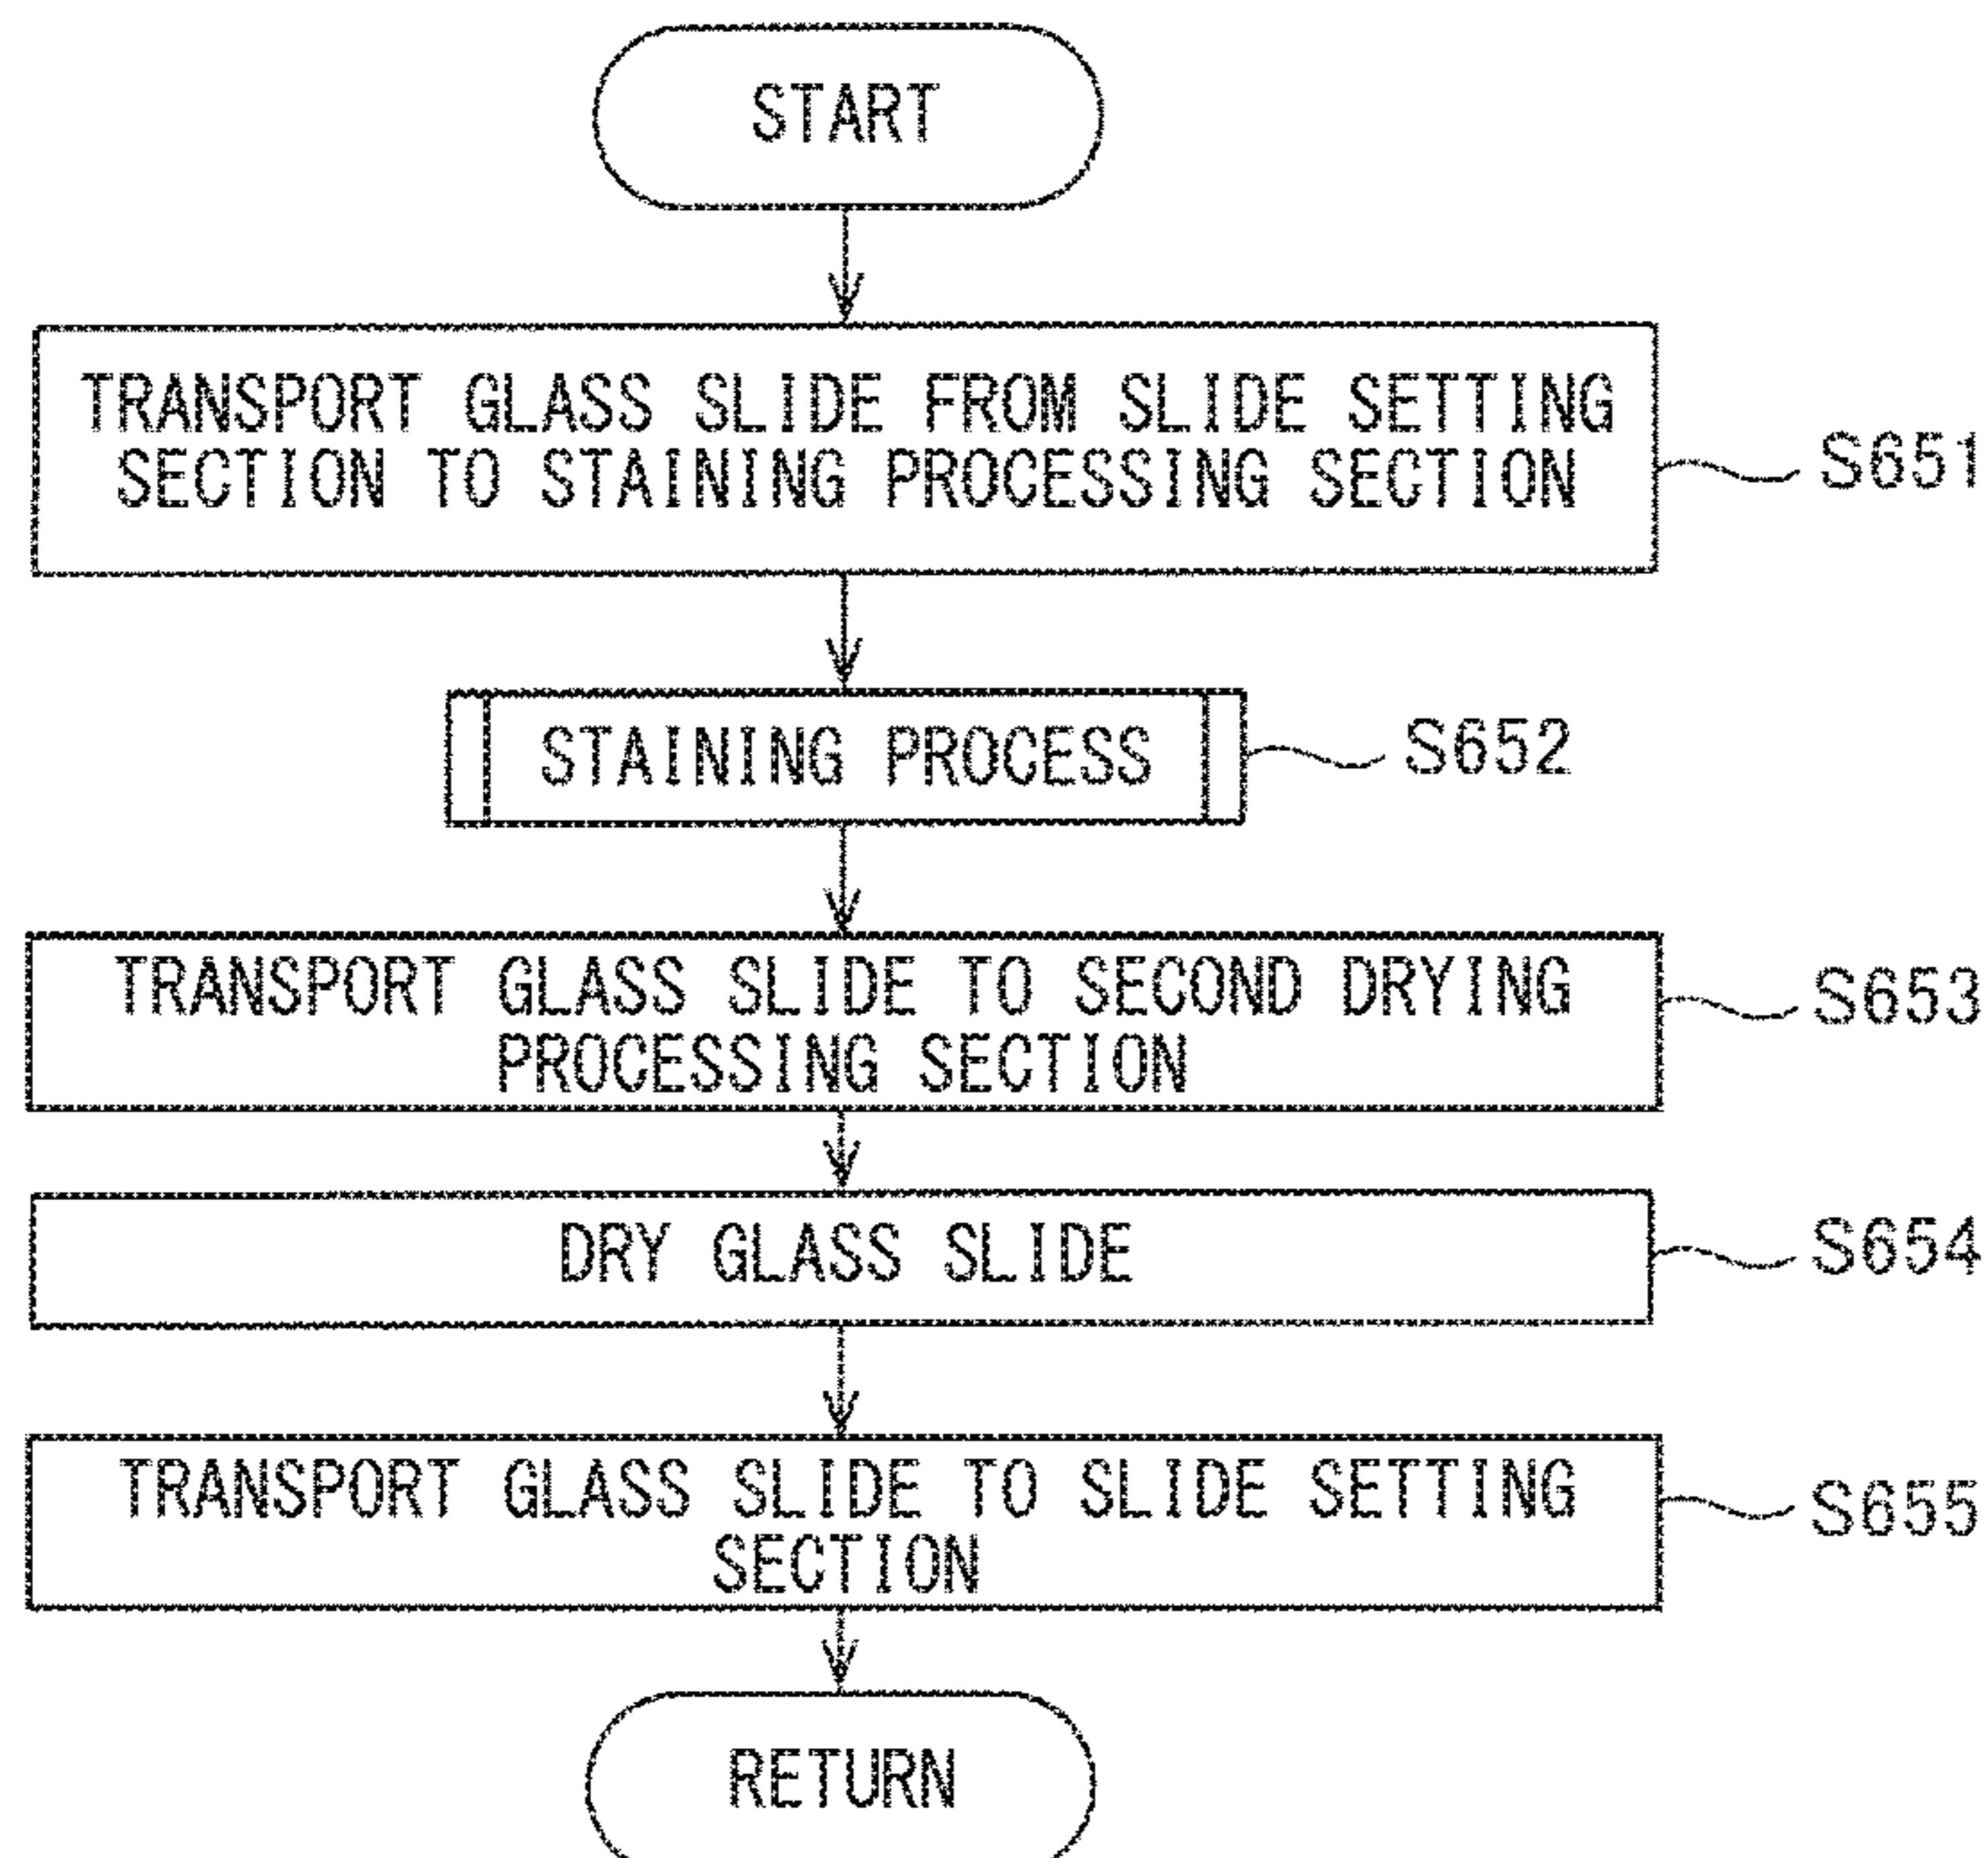 START
TRANSPORT GLASS SLIDE FROM SLIDE SETTING
SECTION TO STAINING PROCESSING SECTION
S651
STAINING PROCESS
S652
TRANSPORT GLASS SLIDE TO SECOND DRYING
PROCESSING SECTION
S653
DRY GLASS SLIDE
S654
TRANSPORT GLASS SLIDE TO SLIDE SETTING
SECTION
S655
RETURN